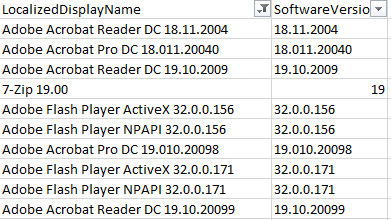 LocalizedDisplayName SoftwareVersio
Adobe Acrobat Reader DC 18.11.2004 18.11.2004
Adobe Acrobat Pro DC 18.011.20040 18.011.20040
Adobe Acrobat Reader DC 19.10.2009 19.10.2009
7-Zip 19.00 19
Adobe Flash Player ActiveX 32.0.0.156 32.0.0.156
Adobe Flash Player NPAPI 32.0.0.156 32.0.0.156
Adobe Acrobat Pro DC 19.010.20098 19.010.20098
Adobe Flash Player ActiveX 32.0.0.171 32.0.0.171
Adobe Flash Player NPAPI 32.0.0.171 32.0.0.171
Adobe Acrobat Reader DC 19.10.20099 19.10.20099